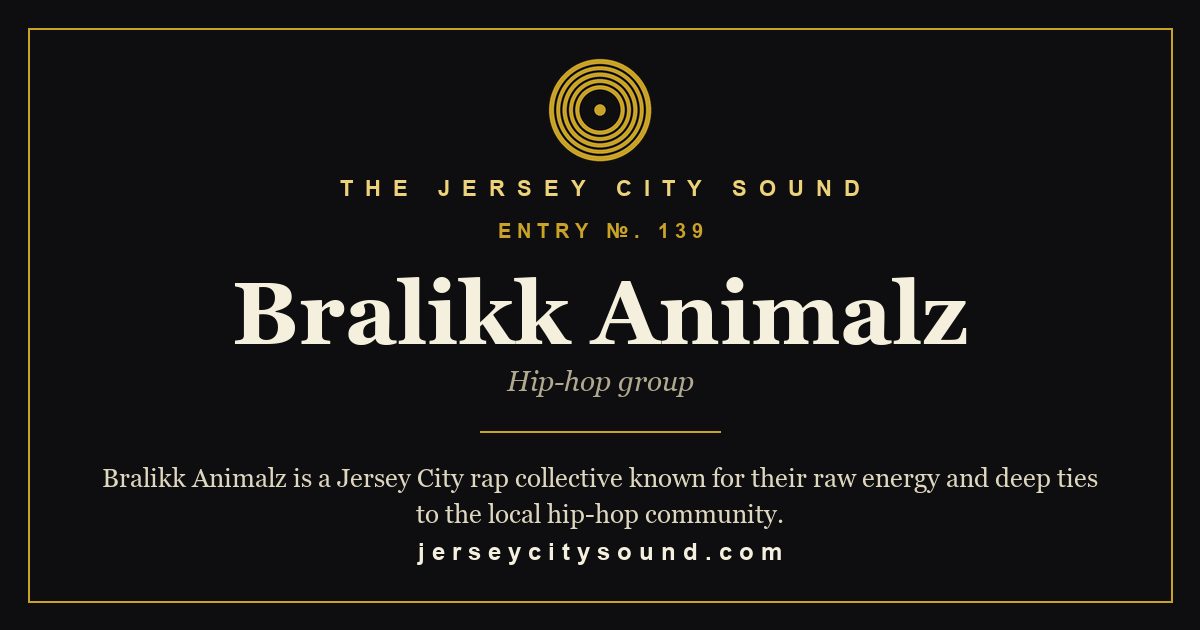 THE JERSEY CITY SOUND
ENTRY №. 139
Bralikk Animalz
Hip-hop group
Bralikk Animalz is a Jersey City rap collective known for their raw energy and deep ties
to the local hip-hop community.
jerseycitysound.com